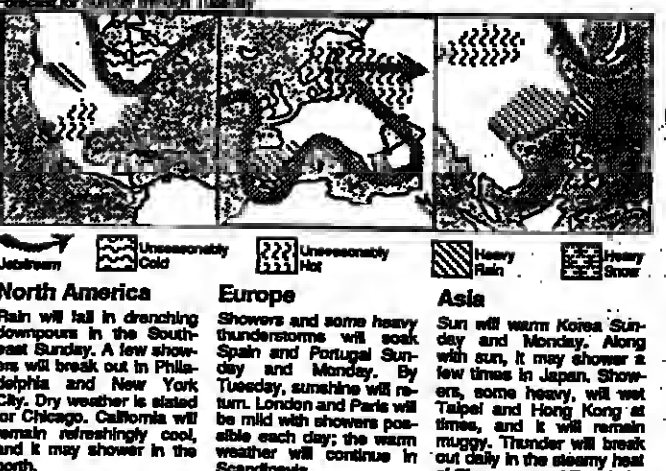 Forecast for Sunday through Tuesday
Jetstream
Unseasonably
Cold
Unseasonably
Hot
Heavy
Rain
Heavy
Snow
North America
Rain will fall in drenching
downpours in the South-
east Sunday. A few show-
ers will break out in Phila-
delphia and New York
City. Dry weather is slated
for Chicago. California will
remain refreshingly cool,
and it may shower in the
north.
Europe
Showers and some heavy
thunderstorms will soak
Spain and Portugal Sun-
day and Monday. By
Tuesday, sunshine will re-
turn. London and Paris will
be mild with showers pos-
sible each day; the warm
weather will continue in
Scandinavia.
Asia
Sun will warm Korea Sun-
day and Monday. Along
with sun, it may shower a
few times in Japan. Show-
ers, some heavy, will wet
Taipei and Hong Kong at
times, and it will remain
muggy. Thunder will break
out daily in the steamy heat